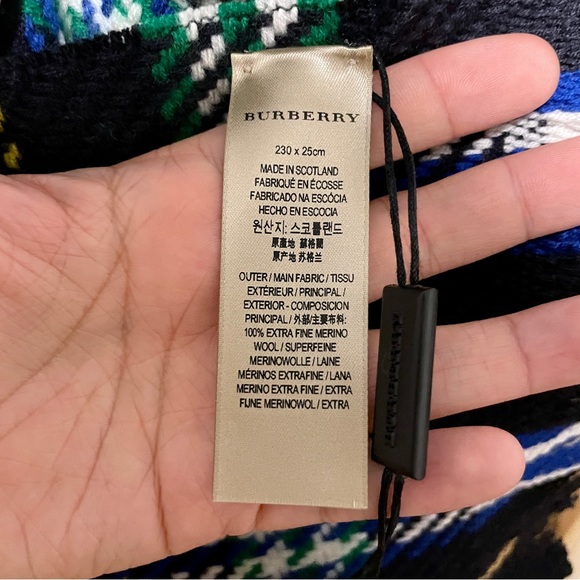 BURBERRY
230 x 25cm
MADE IN SCOTLAND
FABRIQUÉ EN ÉCOSSE
FABRICADO NA ESCÓCIA
HECHO EN ESCOCIA
원산지: 스코틀랜드
原產地 蘇格蘭
原产地 苏格兰
OUTER / MAIN FABRIC / TISSU
EXTÉRIEUR / PRINCIPAL /
EXTERIOR - COMPOSICION
PRINCIPAL / 外部/主要布料:
100% EXTRA FINE MERINO
WOOL / SUPERFEINE
MERINOWOLLE / LAINE
MÉRINOS EXTRAFINE / LANA
MERINO EXTRA FINE / EXTRA
FIJNE MERINOWOL / EXTRA